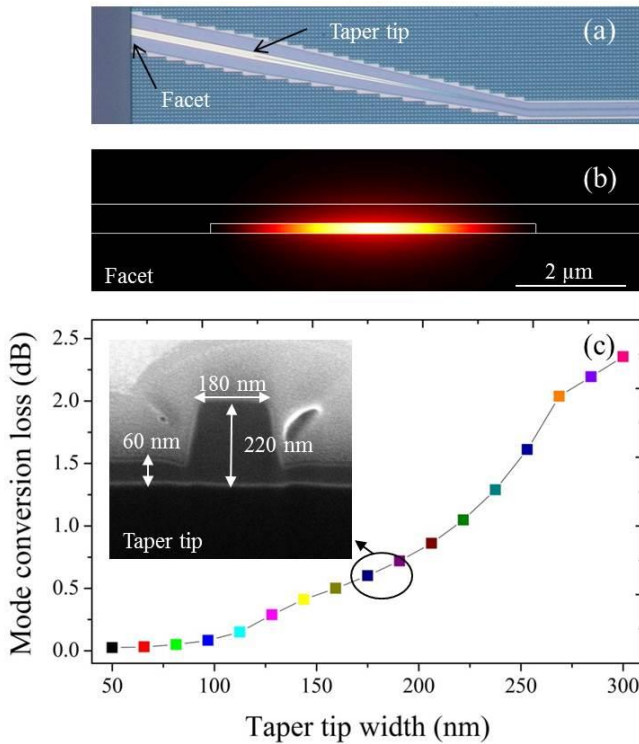 (a)
Taper tip
Facet
(b)
Facet
2 μm
(c)
Mode conversion loss (dB)
2.5
2.0
1.5
1.0
0.5
0.0
180 nm
60 nm
220 nm
Taper tip
50 100 150 200 250 300
Taper tip width (nm)